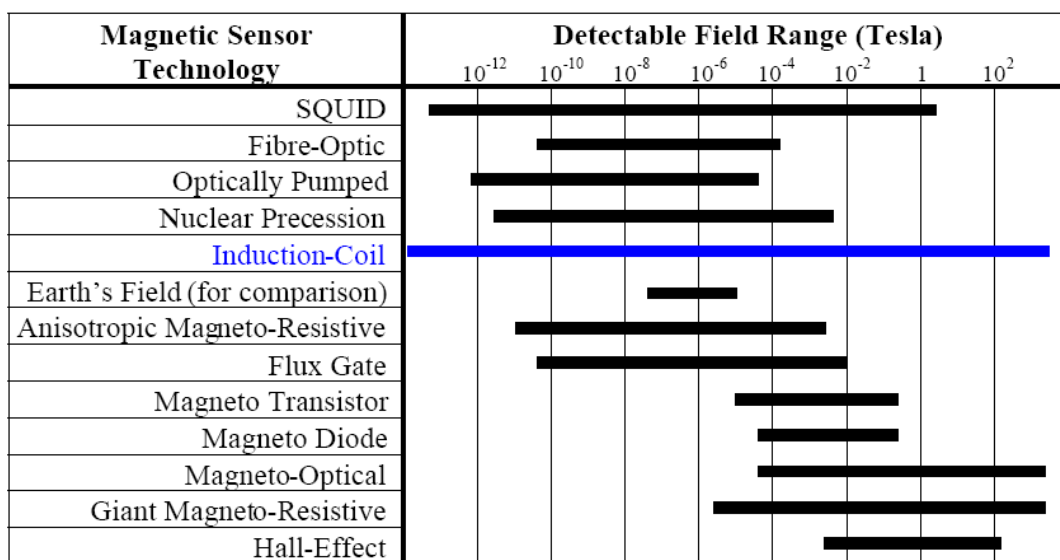 Magnetic Sensor
Technology
Detectable Field Range (Tesla)
10⁻¹² 10⁻¹⁰ 10⁻⁸ 10⁻⁶ 10⁻⁴ 10⁻² 1 10²
SQUID
Fibre-Optic
Optically Pumped
Nuclear Precession
Induction-Coil
Earth's Field (for comparison)
Anisotropic Magneto-Resistive
Flux Gate
Magneto Transistor
Magneto Diode
Magneto-Optical
Giant Magneto-Resistive
Hall-Effect